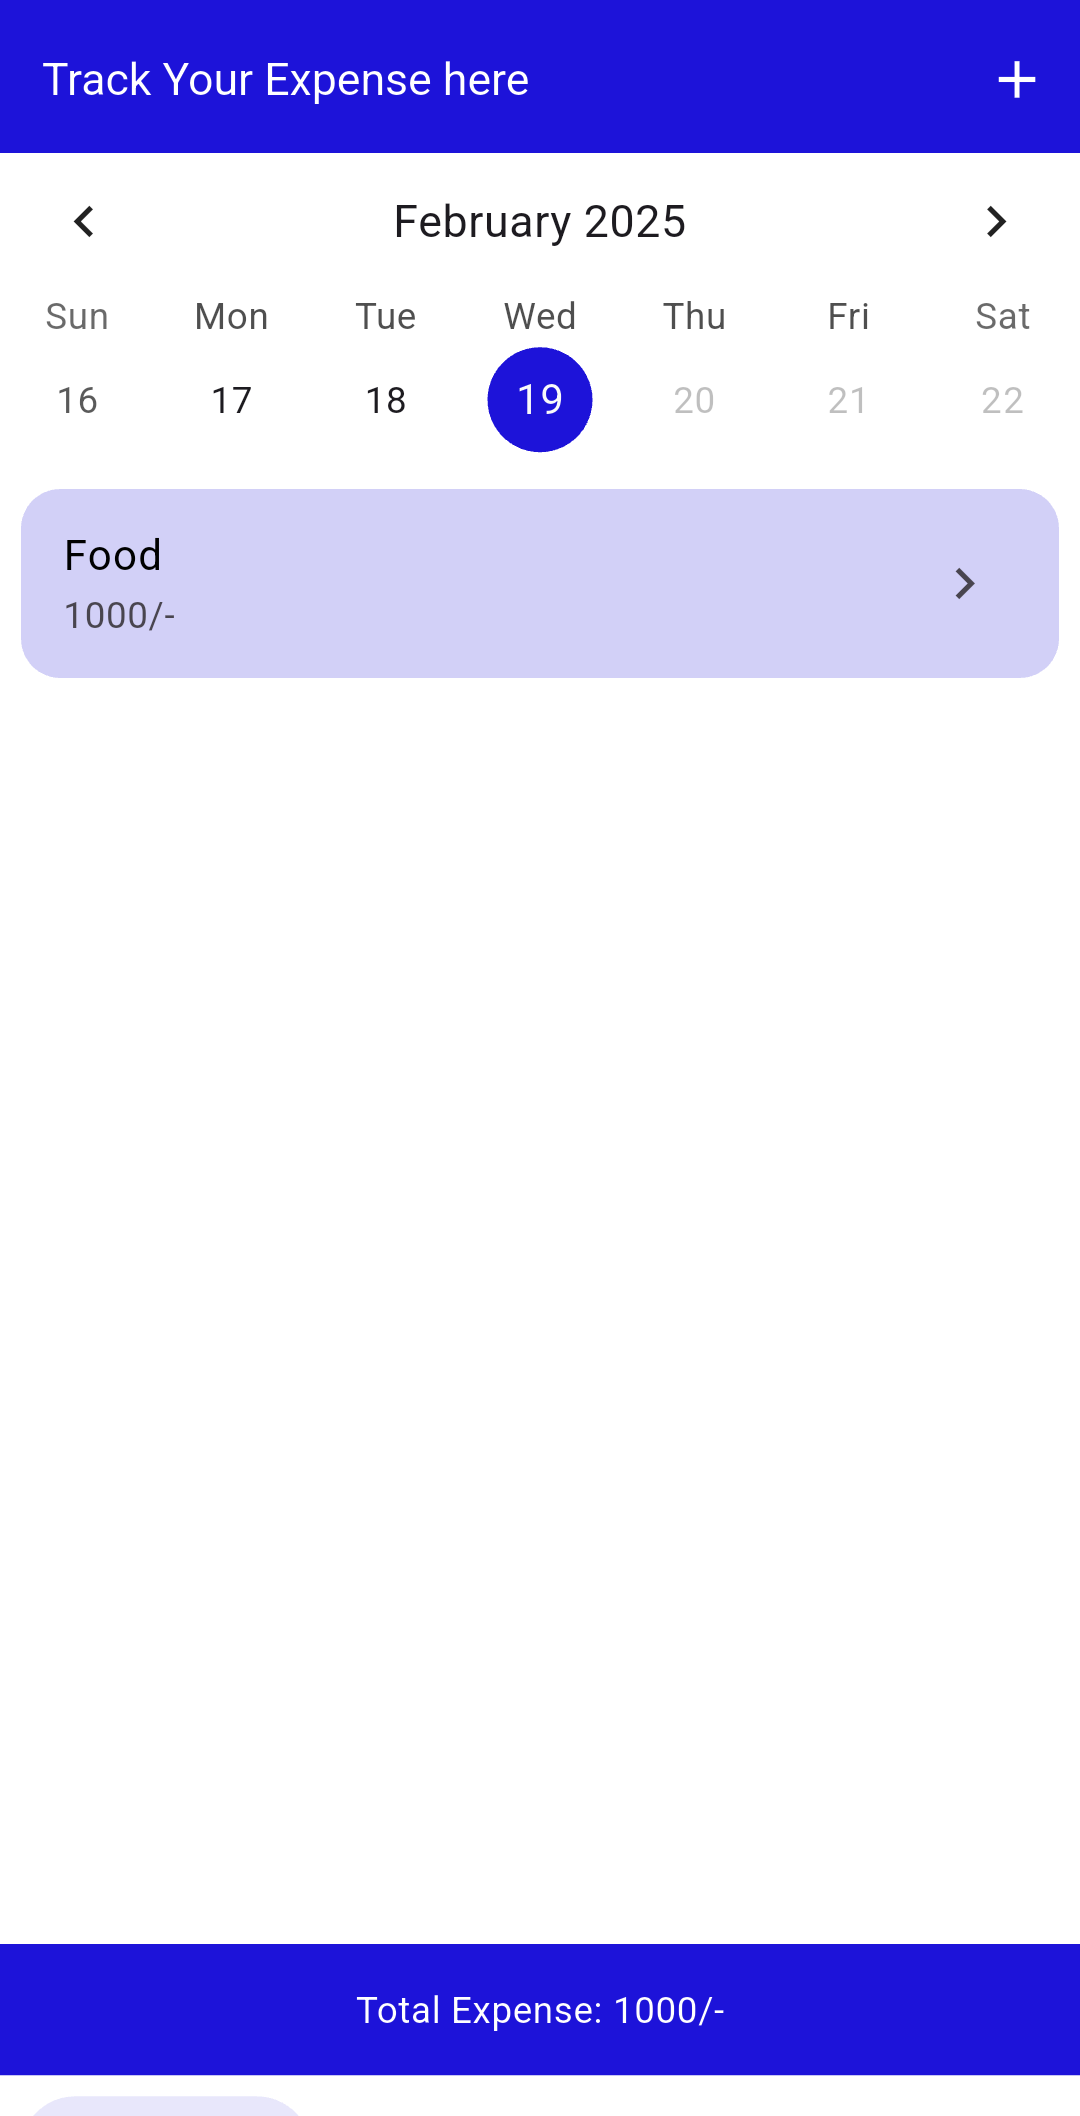 Track Your Expense here
February 2025
Sun Mon Tue Wed Thu Fri Sat
16 17 18 19 20 21 22
Food
1000/-
Total Expense: 1000/-